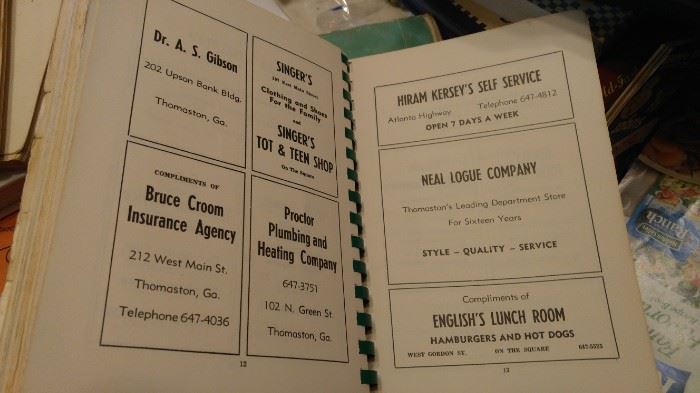 Dr. A. S. Gibson
202 Upson Bank Bldg.
Thomaston, Ga.
SINGER'S
Clothing and Shoes
For the Family
and
SINGER'S
TOT & TEEN SHOP
On The Square
COMPLIMENTS OF
Bruce Croom
Insurance Agency
212 West Main St.
Thomaston, Ga.
Telephone 647-4036
Proctor
Plumbing and
Heating Company
647-3751
102 N. Green St.
Thomaston, Ga.
12
HIRAM KERSEY'S SELF SERVICE
Atlanta Highway Telephone 647-4812
OPEN 7 DAYS A WEEK
NEAL LOGUE COMPANY
Thomaston's Leading Department Store
For Sixteen Years
STYLE - QUALITY - SERVICE
Compliments of
ENGLISH'S LUNCH ROOM
HAMBURGERS AND HOT DOGS
WEST GORDON ST. ON THE SQUARE 647-5525
13
Ranch